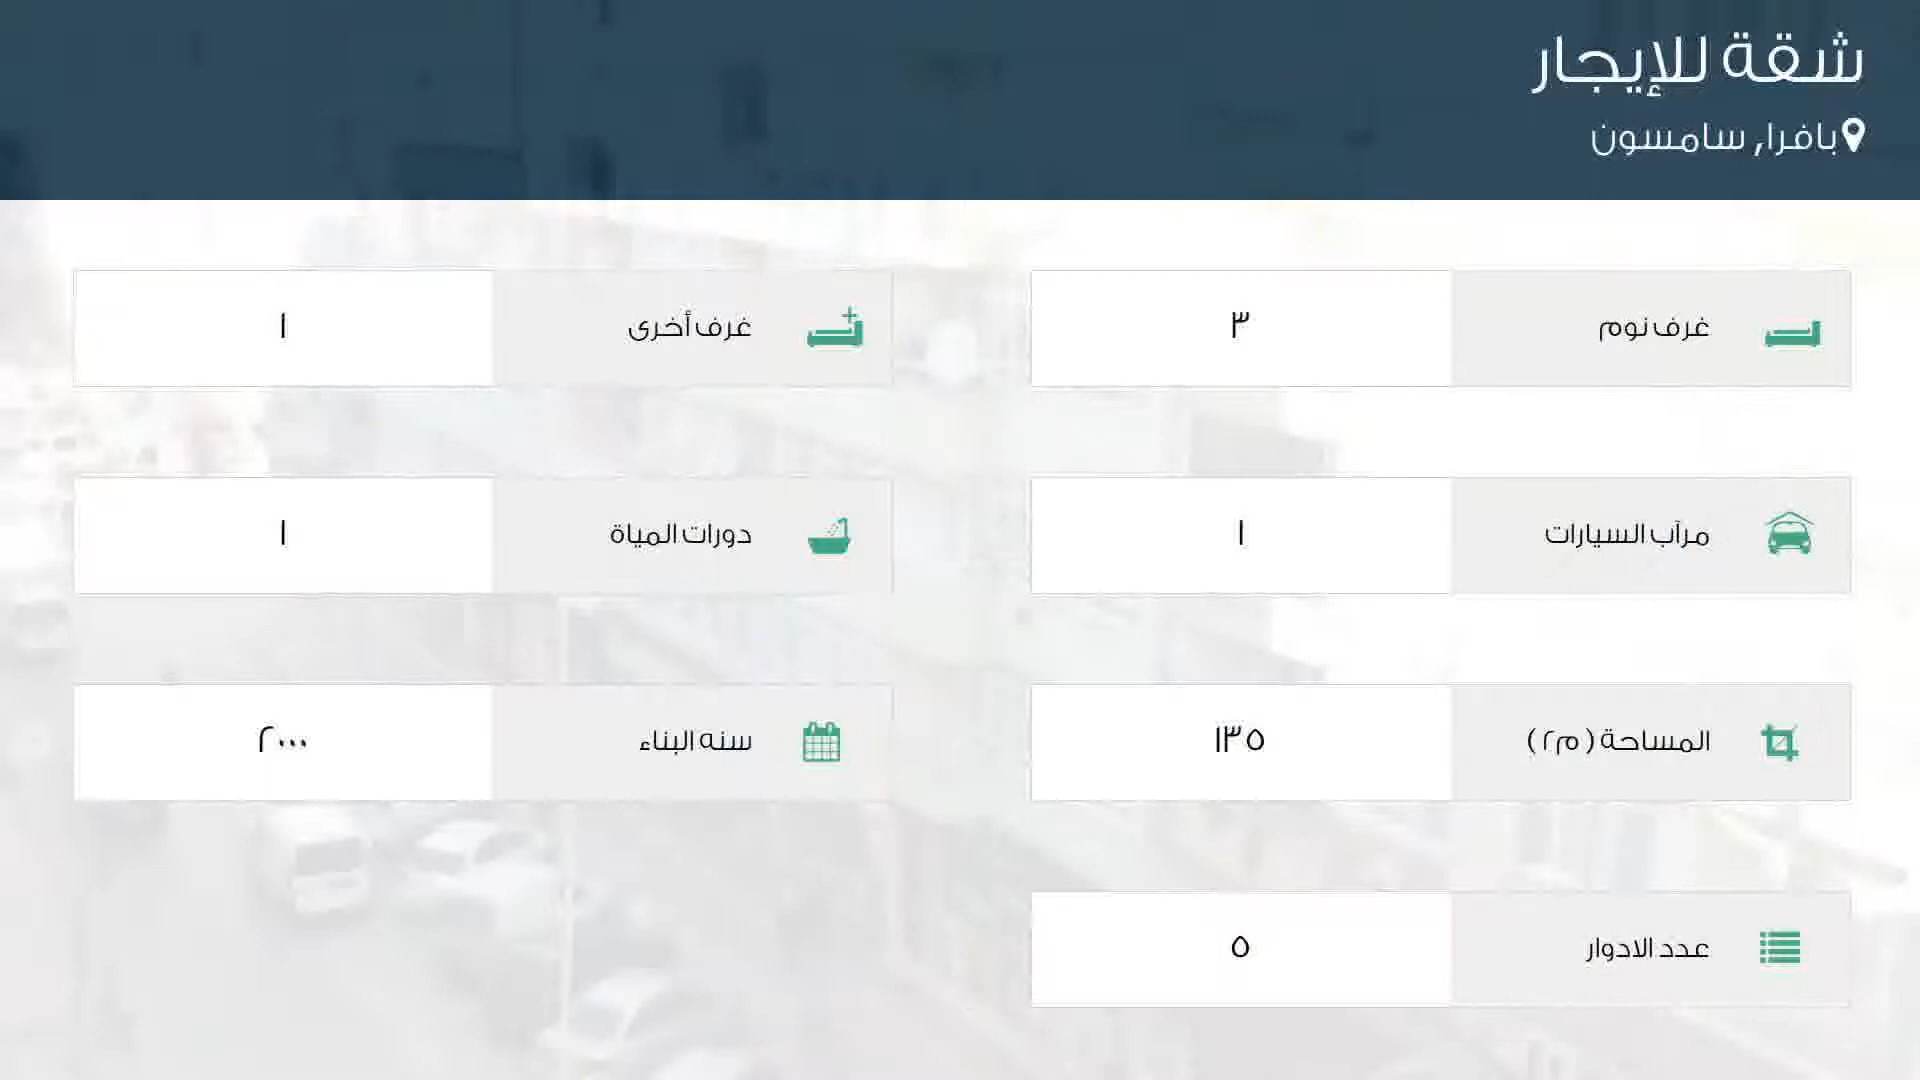 شقة للإيجار
بافرا, سامسون
غرف نوم ٣
غرف أخرى ١
مرآب السيارات ١
دورات المياة ١
المساحة ( م٢ ) ١٣٥
سنه البناء ٢٠٠٠
عدد الادوار ٥